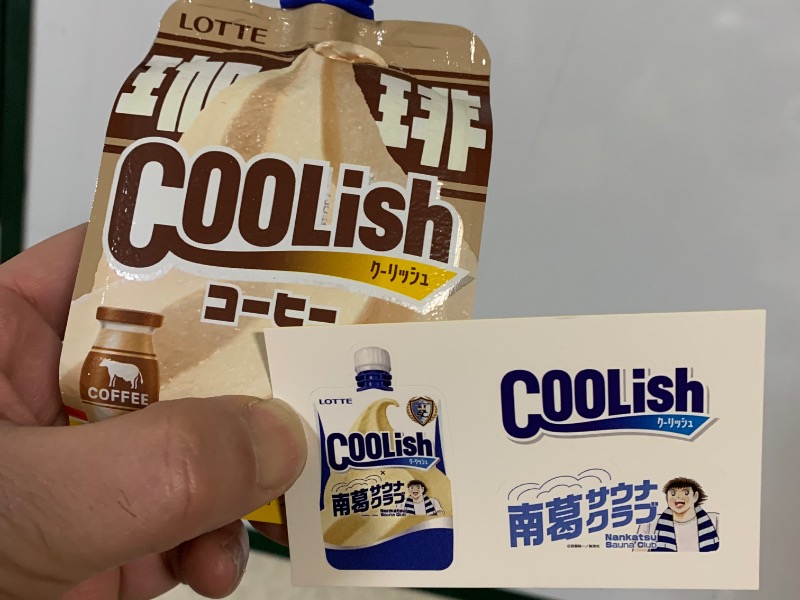 LOTTE
珈琲
COOLish
クーリッシュ
コーヒー
COFFEE
LOTTE
COOLish
クーリッシュ
×
南葛サウナ
クラブ
Nankatsu
Sauna Club
COOLish
クーリッシュ
南葛サウナ
クラブ
Nankatsu
Sauna Club